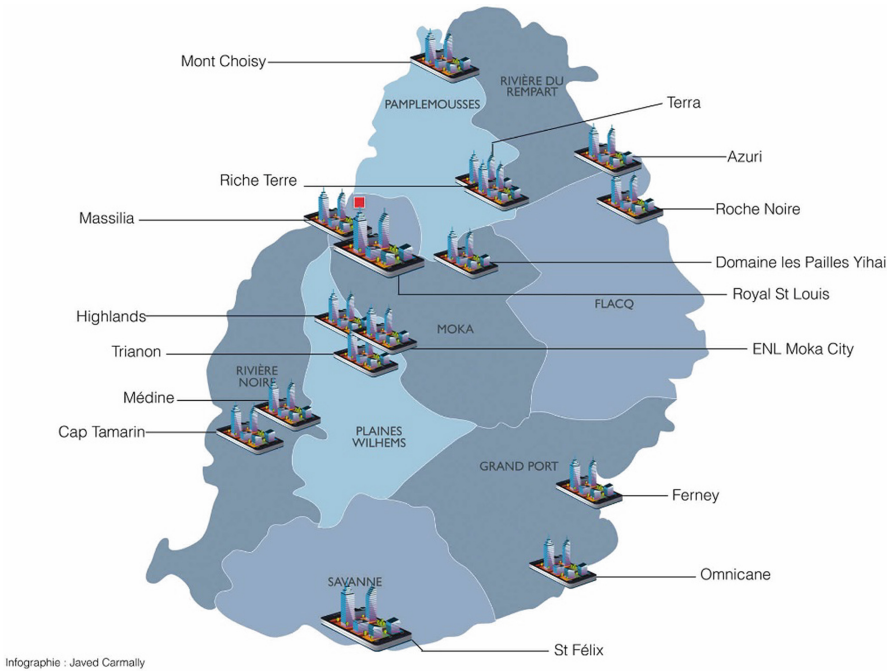 Mont Choisy
RIVIÈRE DU
REMPART
PAMPLEMOUSSES
Terra
Azuri
Riche Terre
Roche Noire
Massilia
Domaine les Pailles Yihai
Royal St Louis
FLACQ
Highlands
MOKA
Trianon
ENL Moka City
RIVIÈRE
NOIRE
Médine
Cap Tamarin
PLAINES
WILHEMS
GRAND PORT
Ferney
Omnicane
SAVANNE
St Félix
Infographie : Javed Carmally